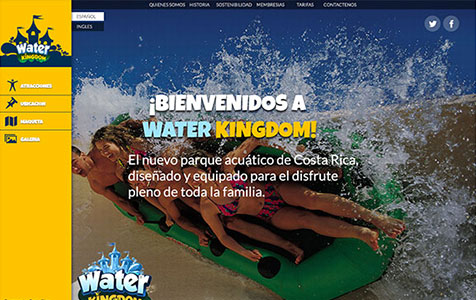 QUIENES SOMOS HISTORIA SOSTENIBILIDAD MEMBRESIAS TARIFAS CONTACTENOS
ESPAÑOL
INGLES
Water
KINGDOM
ATRACCIONES
UBICACION
MAQUETA
GALERIA
¡BIENVENIDOS A
WATER KINGDOM!
El nuevo parque acuático de Costa Rica,
diseñado y equipado para el disfrute
pleno de toda la familia.
Water
KINGDOM